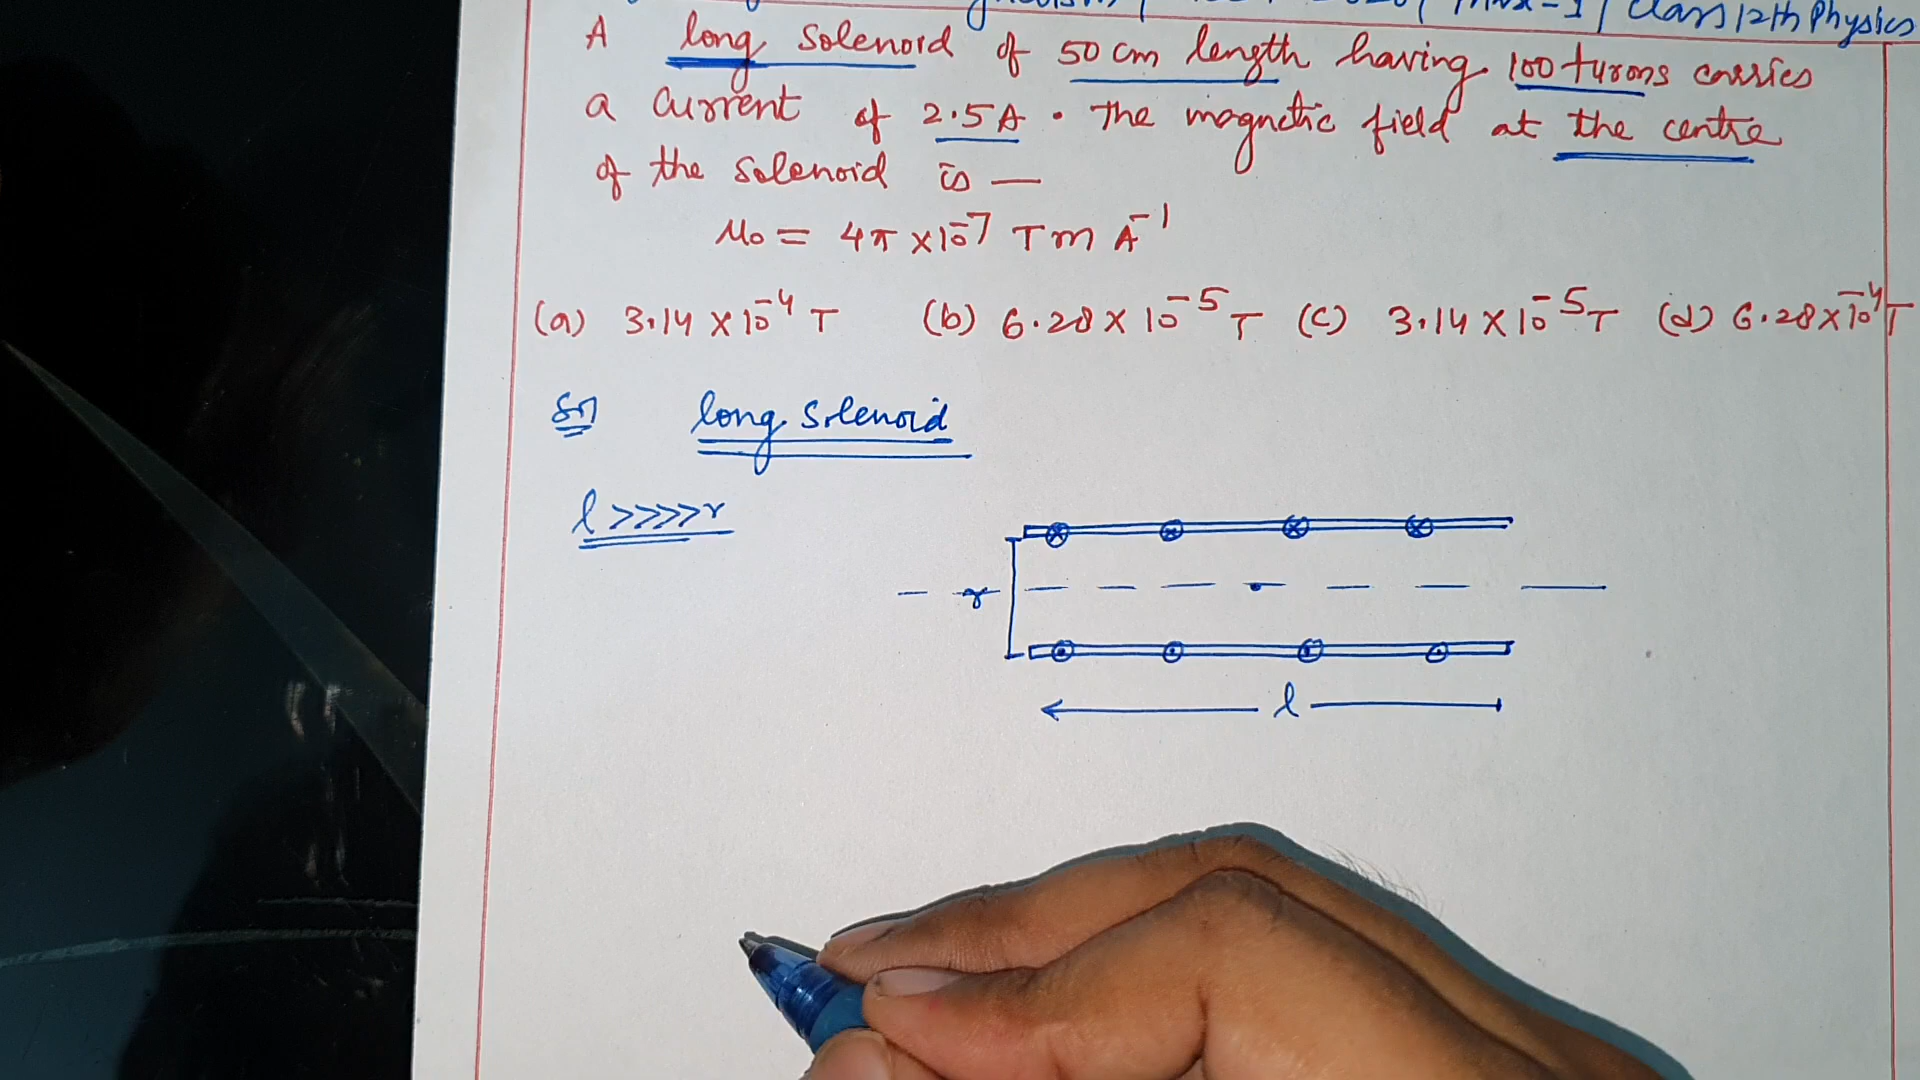 Class 12th Physics
A long Solenoid of 50 cm length having 100 turns carries
a current of 2.5 A . The magnetic field at the centre
of the Solenoid is —
μ₀ = 4π × 10⁻⁷ T m A⁻¹
(a) 3.14 × 10⁻⁴ T (b) 6.28 × 10⁻⁵ T (c) 3.14 × 10⁻⁵ T (d) 6.28 × 10⁻⁴ T
Sol
long Solenoid
l >>>> r
r
l